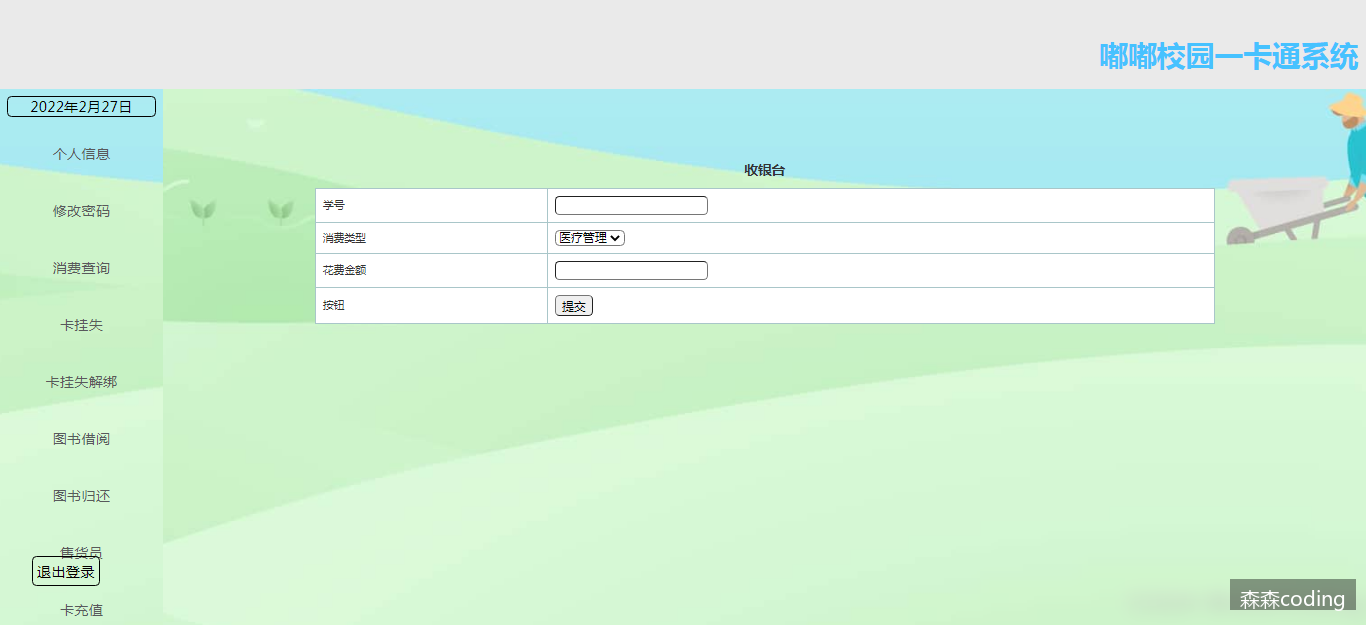 嘟嘟校园一卡通系统
2022年2月27日
个人信息
修改密码
消费查询
卡挂失
卡挂失解绑
图书借阅
图书归还
售货员
退出登录
卡充值
收银台
学号
消费类型
医疗管理
花费金额
按钮
提交
森森coding